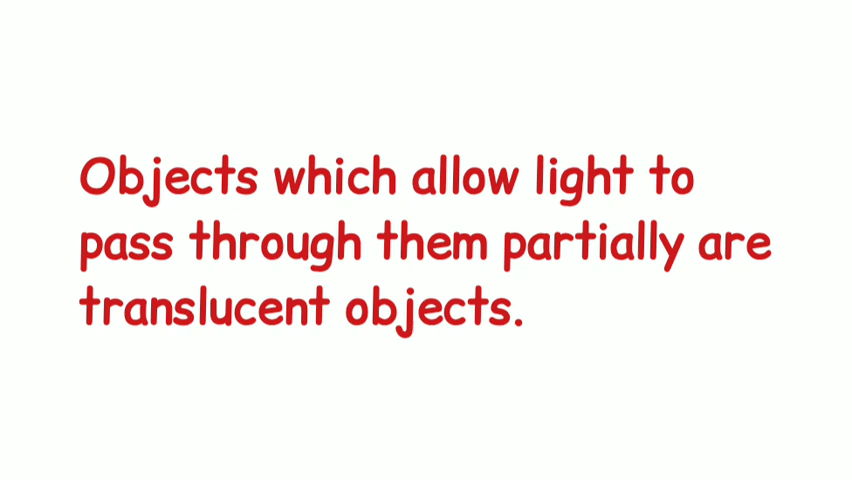 Objects which allow light to
pass through them partially are
translucent objects.